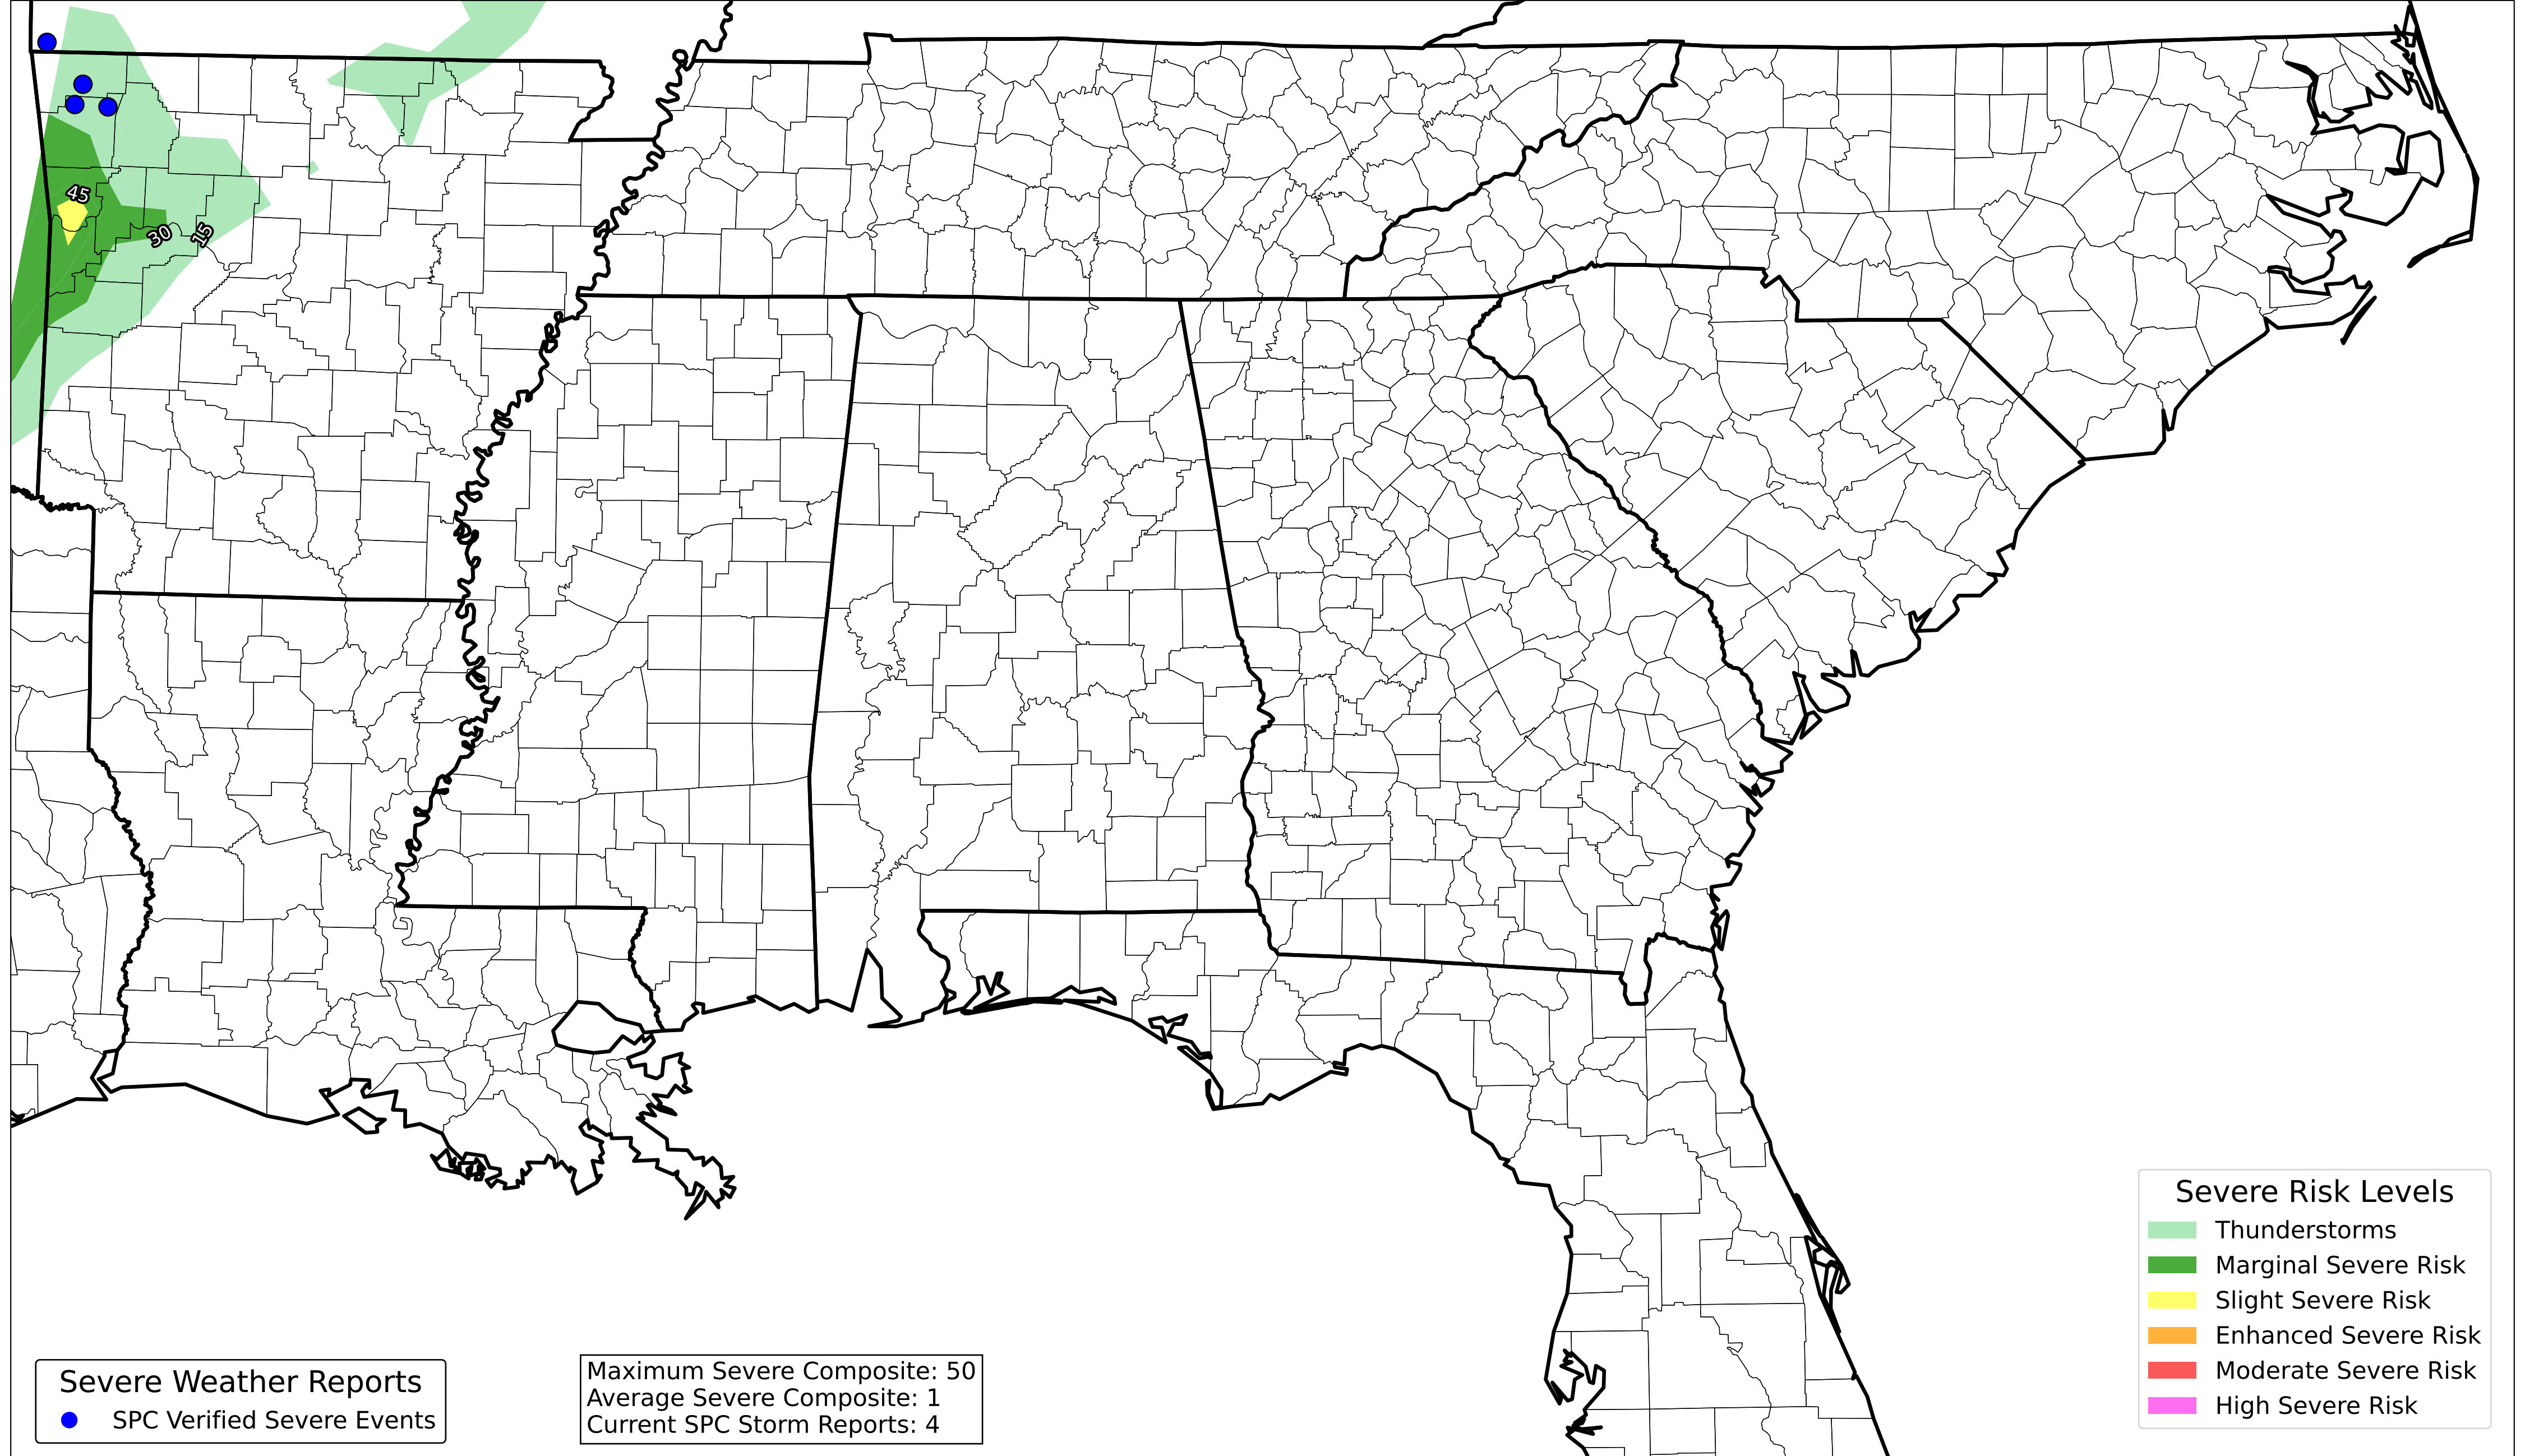 45
30
15
Severe Risk Levels
Thunderstorms
Marginal Severe Risk
Slight Severe Risk
Enhanced Severe Risk
Moderate Severe Risk
High Severe Risk
Severe Weather Reports
SPC Verified Severe Events
Maximum Severe Composite: 50
Average Severe Composite: 1
Current SPC Storm Reports: 4